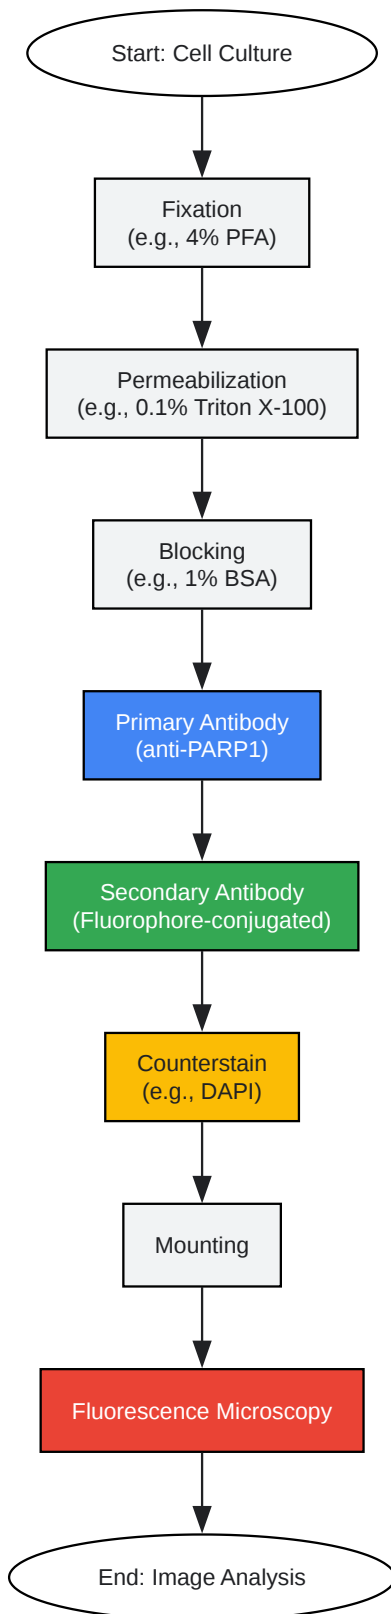 Start: Cell Culture
Fixation
(e.g., 4% PFA)
Permeabilization
(e.g., 0.1% Triton X-100)
Blocking
(e.g., 1% BSA)
Primary Antibody
(anti-PARP1)
Secondary Antibody
(Fluorophore-conjugated)
Counterstain
(e.g., DAPI)
Mounting
Fluorescence Microscopy
End: Image Analysis